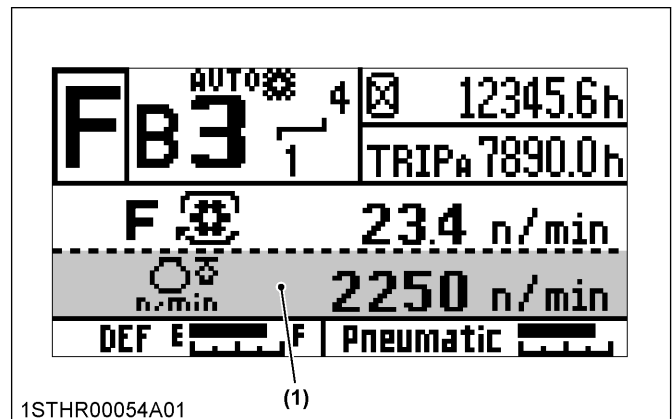 F B3 AUTO 4 1 12345.6h
TRIPA 7890.0h
F 23.4 n/min
n/min 2250 n/min
DEF E F Pneumatic
(1)
1STHR00054A01